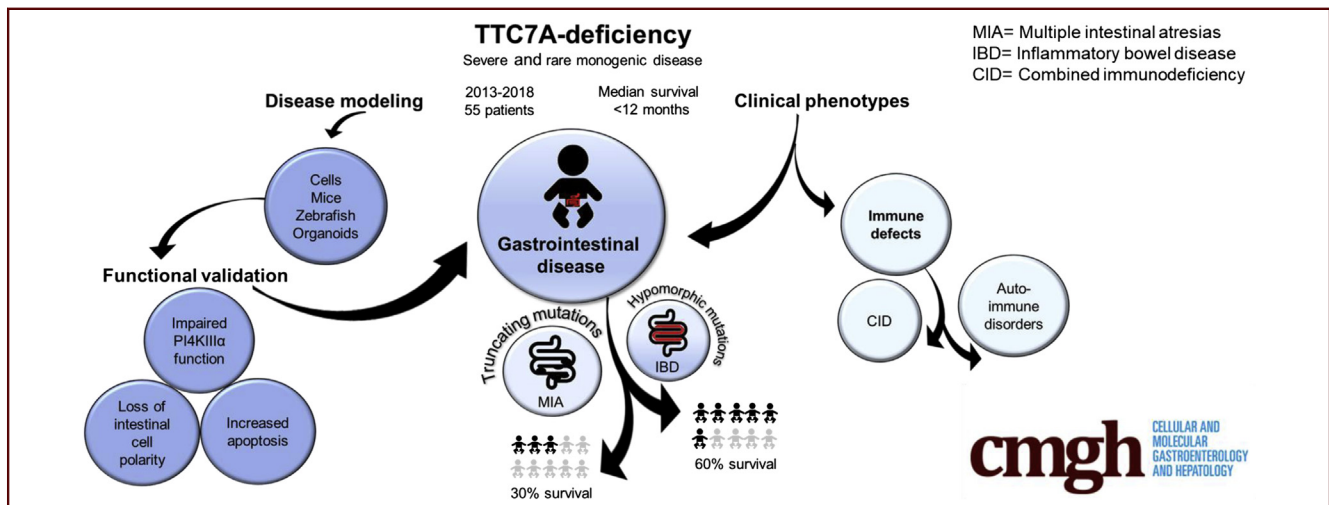 TTC7A-deficiency
Severe and rare monogenic disease
2013-2018
55 patients
Median survival
<12 months
MIA= Multiple intestinal atresias
IBD= Inflammatory bowel disease
CID= Combined immunodeficiency
Disease modeling
Cells
Mice
Zebrafish
Organoids
Functional validation
Impaired
PI4KIIIα
function
Loss of
intestinal
cell
polarity
Increased
apoptosis
Gastrointestinal
disease
Truncating mutations
MIA
30% survival
Hypomorphic mutations
IBD
60% survival
Clinical phenotypes
Immune
defects
CID
Auto-
immune
disorders
cmgh
CELLULAR AND
MOLECULAR
GASTROENTEROLOGY
AND HEPATOLOGY